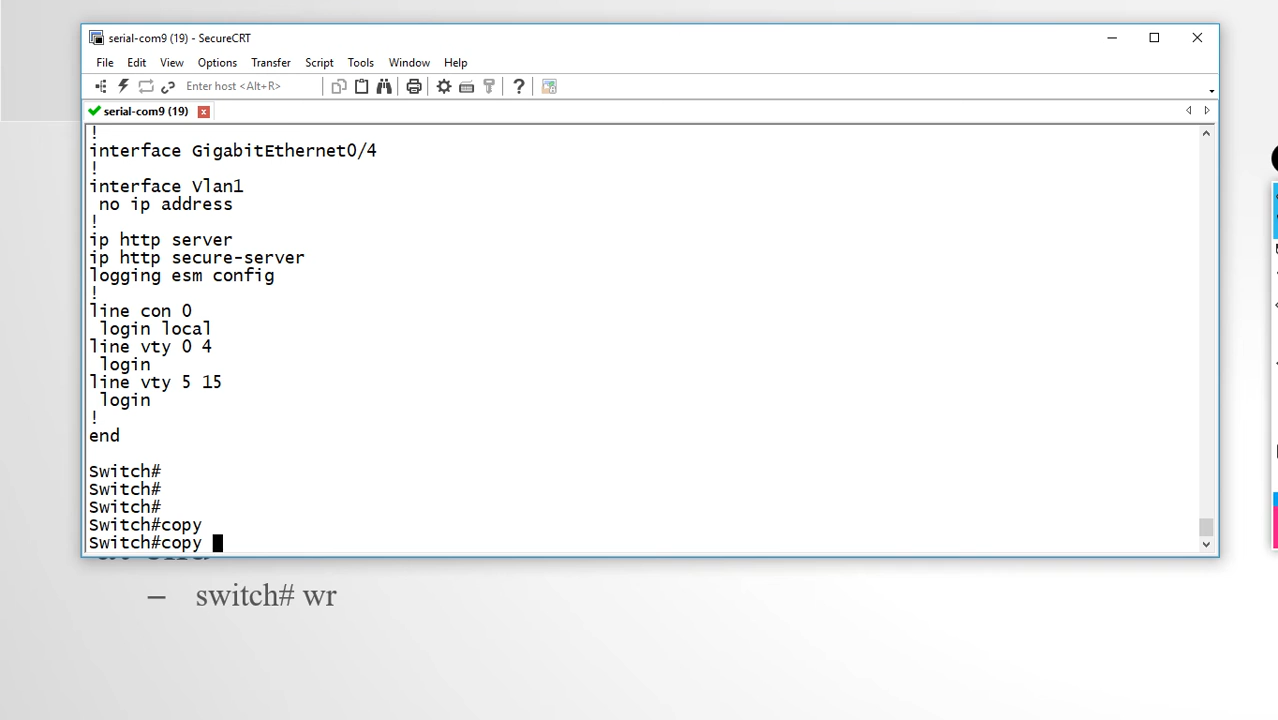 serial-com9 (19) - SecureCRT
File Edit View Options Transfer Script Tools Window Help
Enter host <Alt+R>
serial-com9 (19)
!
interface GigabitEthernet0/4
!
interface Vlan1
 no ip address
!
ip http server
ip http secure-server
logging esm config
!
line con 0
 login local
line vty 0 4
 login
line vty 5 15
 login
!
end
Switch#
Switch#
Switch#
Switch#copy
Switch#copy
– switch# wr